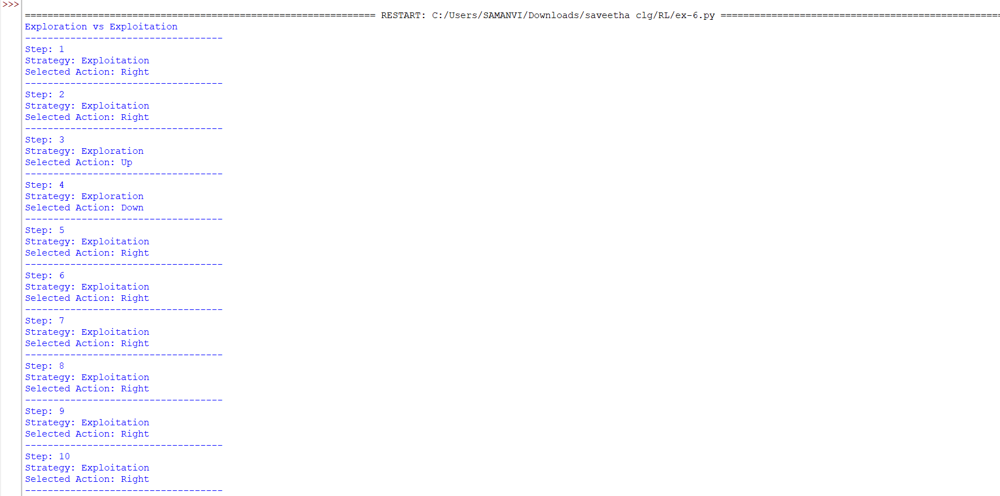 >>>
============================================================== RESTART: C:/Users/SAMANVI/Downloads/saveetha clg/RL/ex-6.py ==================================================
Exploration vs Exploitation
-----------------------------------
Step: 1
Strategy: Exploitation
Selected Action: Right
-----------------------------------
Step: 2
Strategy: Exploitation
Selected Action: Right
-----------------------------------
Step: 3
Strategy: Exploration
Selected Action: Up
-----------------------------------
Step: 4
Strategy: Exploration
Selected Action: Down
-----------------------------------
Step: 5
Strategy: Exploitation
Selected Action: Right
-----------------------------------
Step: 6
Strategy: Exploitation
Selected Action: Right
-----------------------------------
Step: 7
Strategy: Exploitation
Selected Action: Right
-----------------------------------
Step: 8
Strategy: Exploitation
Selected Action: Right
-----------------------------------
Step: 9
Strategy: Exploitation
Selected Action: Right
-----------------------------------
Step: 10
Strategy: Exploitation
Selected Action: Right
-----------------------------------